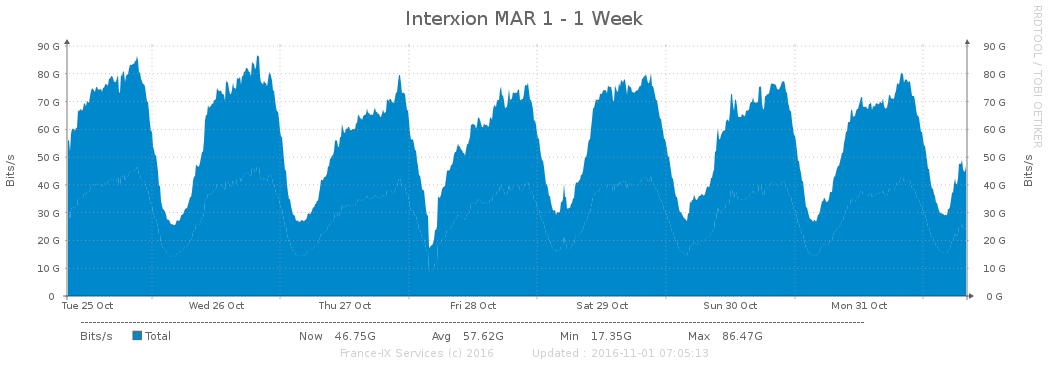 Interxion MAR 1 - 1 Week
RRDTOOL / TOBI OETIKER
Bits/s
90 G 90 G
80 G 80 G
70 G 70 G
60 G 60 G
50 G 50 G
40 G 40 G
30 G 30 G
20 G 20 G
10 G 10 G
0 0 G
Bits/s
Tue 25 Oct Wed 26 Oct Thu 27 Oct Fri 28 Oct Sat 29 Oct Sun 30 Oct Mon 31 Oct
Bits/s Total Now 46.75G Avg 57.62G Min 17.35G Max 86.47G
France-IX Services (c) 2016 Updated : 2016-11-01 07:05:13